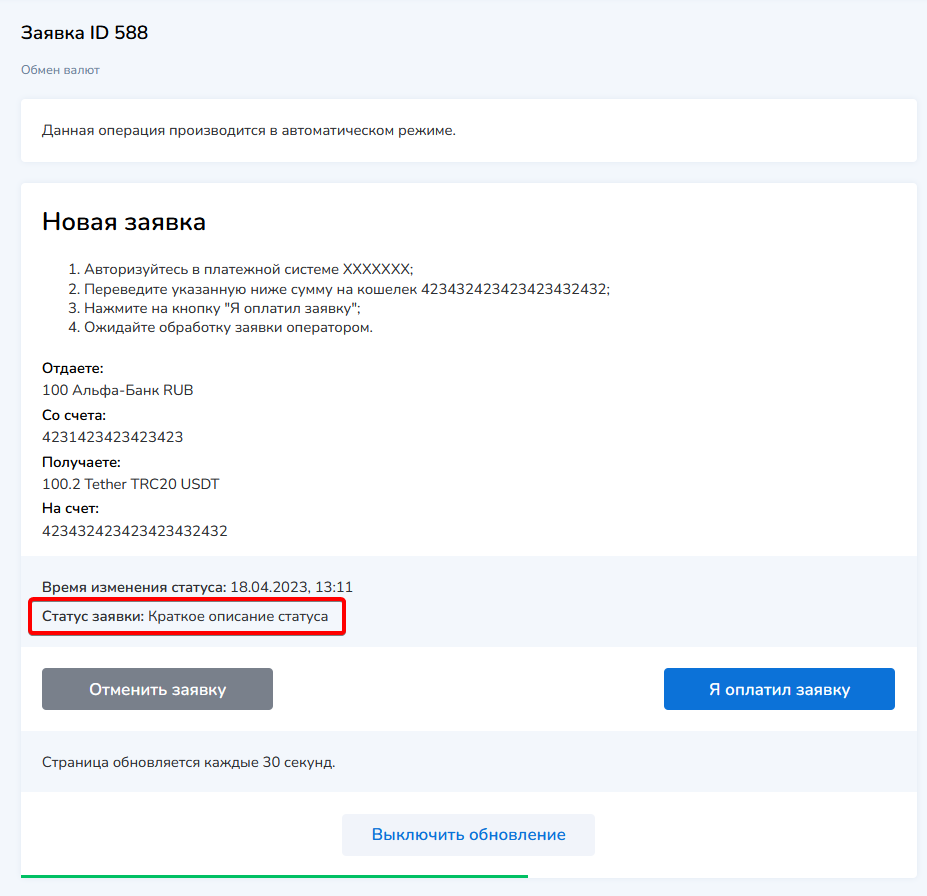 Заявка ID 588
Обмен валют
Данная операция производится в автоматическом режиме.
Новая заявка
1. Авторизуйтесь в платежной системе XXXXXXX;
2. Переведите указанную ниже сумму на кошелек 423432423423423432432;
3. Нажмите на кнопку "Я оплатил заявку";
4. Ожидайте обработку заявки оператором.
Отдаете:
100 Альфа-Банк RUB
Со счета:
4231423423423423
Получаете:
100.2 Tether TRC20 USDT
На счет:
423432423423423432432
Время изменения статуса: 18.04.2023, 13:11
Статус заявки: Краткое описание статуса
Отменить заявку
Я оплатил заявку
Страница обновляется каждые 30 секунд.
Выключить обновление